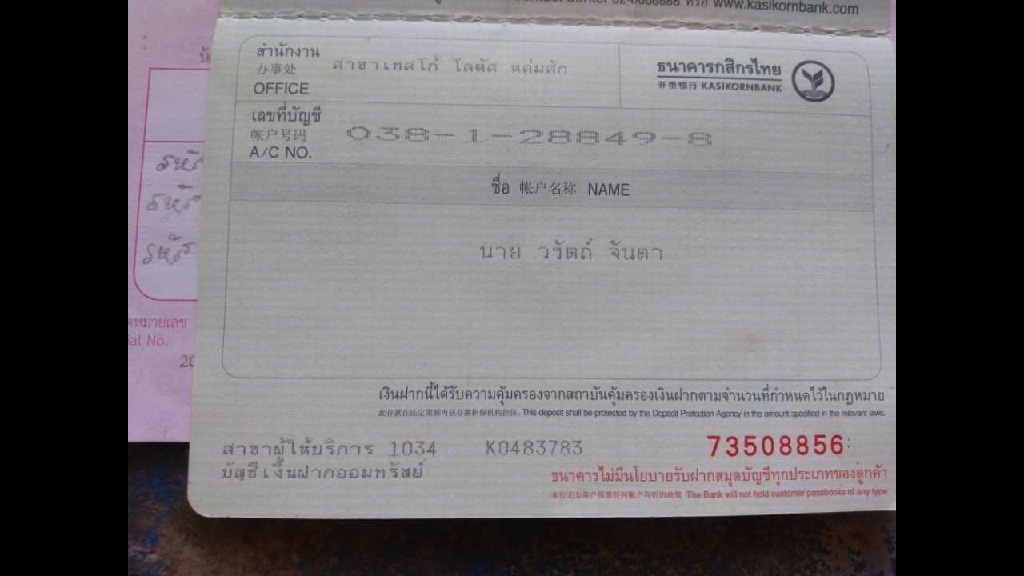 www.kasikornbank.com
สำนักงาน
办事处
OFFICE
สาขาเทสโก้ โลตัส หล่มสัก
ธนาคารกสิกรไทย
开泰银行 KASIKORNBANK
เลขที่บัญชี
帐户号码
A/C NO.
038-1-28849-8
ชื่อ 帐户名称 NAME
นาย วรัตถ์ จันตา
รหัส
รหัส
รหัส
เงินฝากนี้ได้รับความคุ้มครองจากสถาบันคุ้มครองเงินฝากตามจำนวนที่กำหนดไว้ในกฎหมาย
This deposit shall be protected by the Deposit Protection Agency in the amount specified in the relevant laws.
สาขาผู้ให้บริการ 1034 K0483783
บัญชีเงินฝากออมทรัพย์
73508856
ธนาคารไม่มีนโยบายรับฝากสมุดบัญชีทุกประเภทของลูกค้า
The Bank will not hold customer passbooks of any type